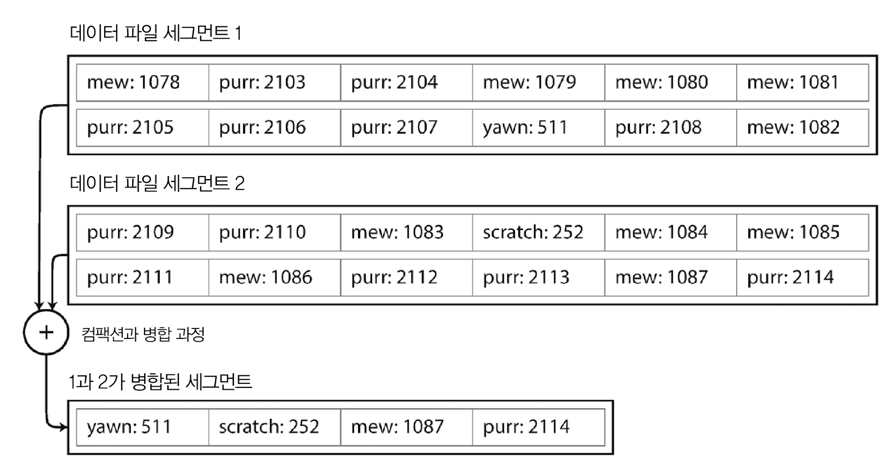 데이터 파일 세그먼트 1
mew: 1078 purr: 2103 purr: 2104 mew: 1079 mew: 1080 mew: 1081
purr: 2105 purr: 2106 purr: 2107 yawn: 511 purr: 2108 mew: 1082
데이터 파일 세그먼트 2
purr: 2109 purr: 2110 mew: 1083 scratch: 252 mew: 1084 mew: 1085
purr: 2111 mew: 1086 purr: 2112 purr: 2113 mew: 1087 purr: 2114
+ 컴팩션과 병합 과정
1과 2가 병합된 세그먼트
yawn: 511 scratch: 252 mew: 1087 purr: 2114